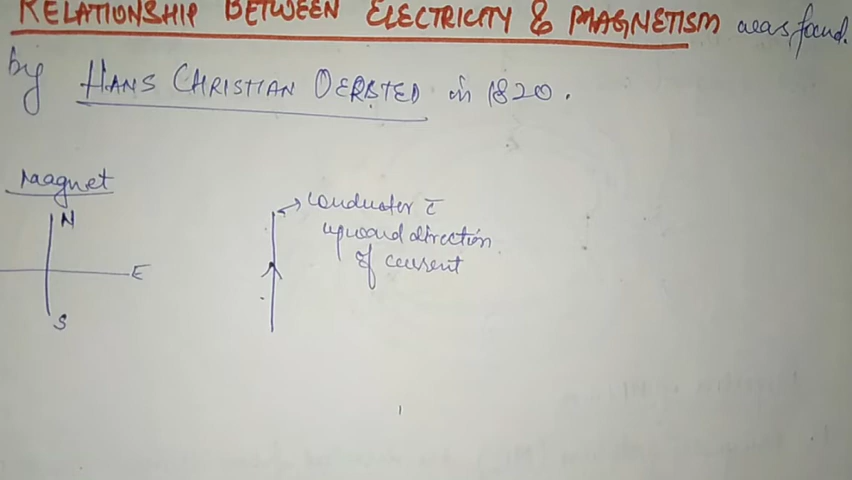 RELATIONSHIP BETWEEN ELECTRICITY & MAGNETISM was found.
by HANS CHRISTIAN OERSTED in 1820.
Magnet
N
E
S
conductor c̄
upward direction
of current